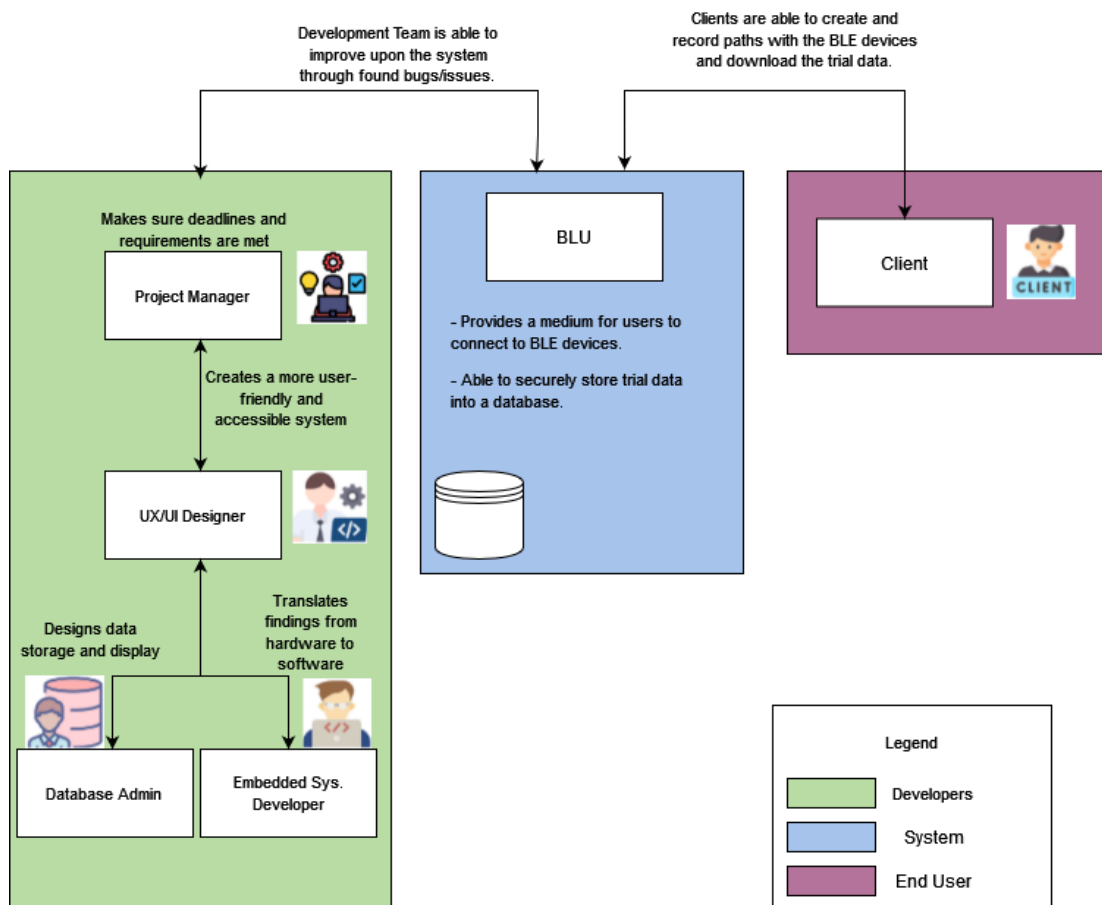 Development Team is able to
improve upon the system
through found bugs/issues.
Clients are able to create and
record paths with the BLE devices
and download the trial data.
Makes sure deadlines and
requirements are met
Project Manager
Creates a more user-
friendly and
accessible system
UX/UI Designer
Designs data
storage and display
Translates
findings from
hardware to
software
Database Admin
Embedded Sys.
Developer
BLU
- Provides a medium for users to
connect to BLE devices.
- Able to securely store trial data
into a database.
Client
CLIENT
Legend
Developers
System
End User